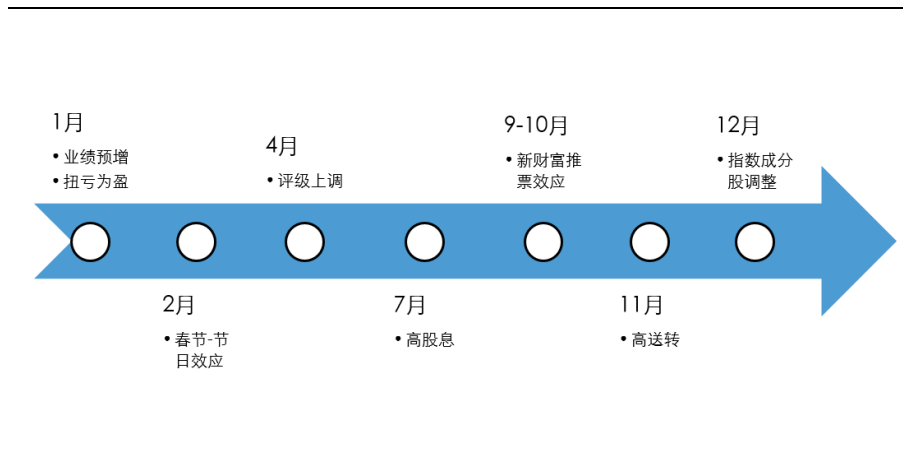 1月
• 业绩预增
• 扭亏为盈
2月
• 春节-节
日效应
4月
• 评级上调
7月
• 高股息
9-10月
• 新财富推
票效应
11月
• 高送转
12月
• 指数成分
股调整